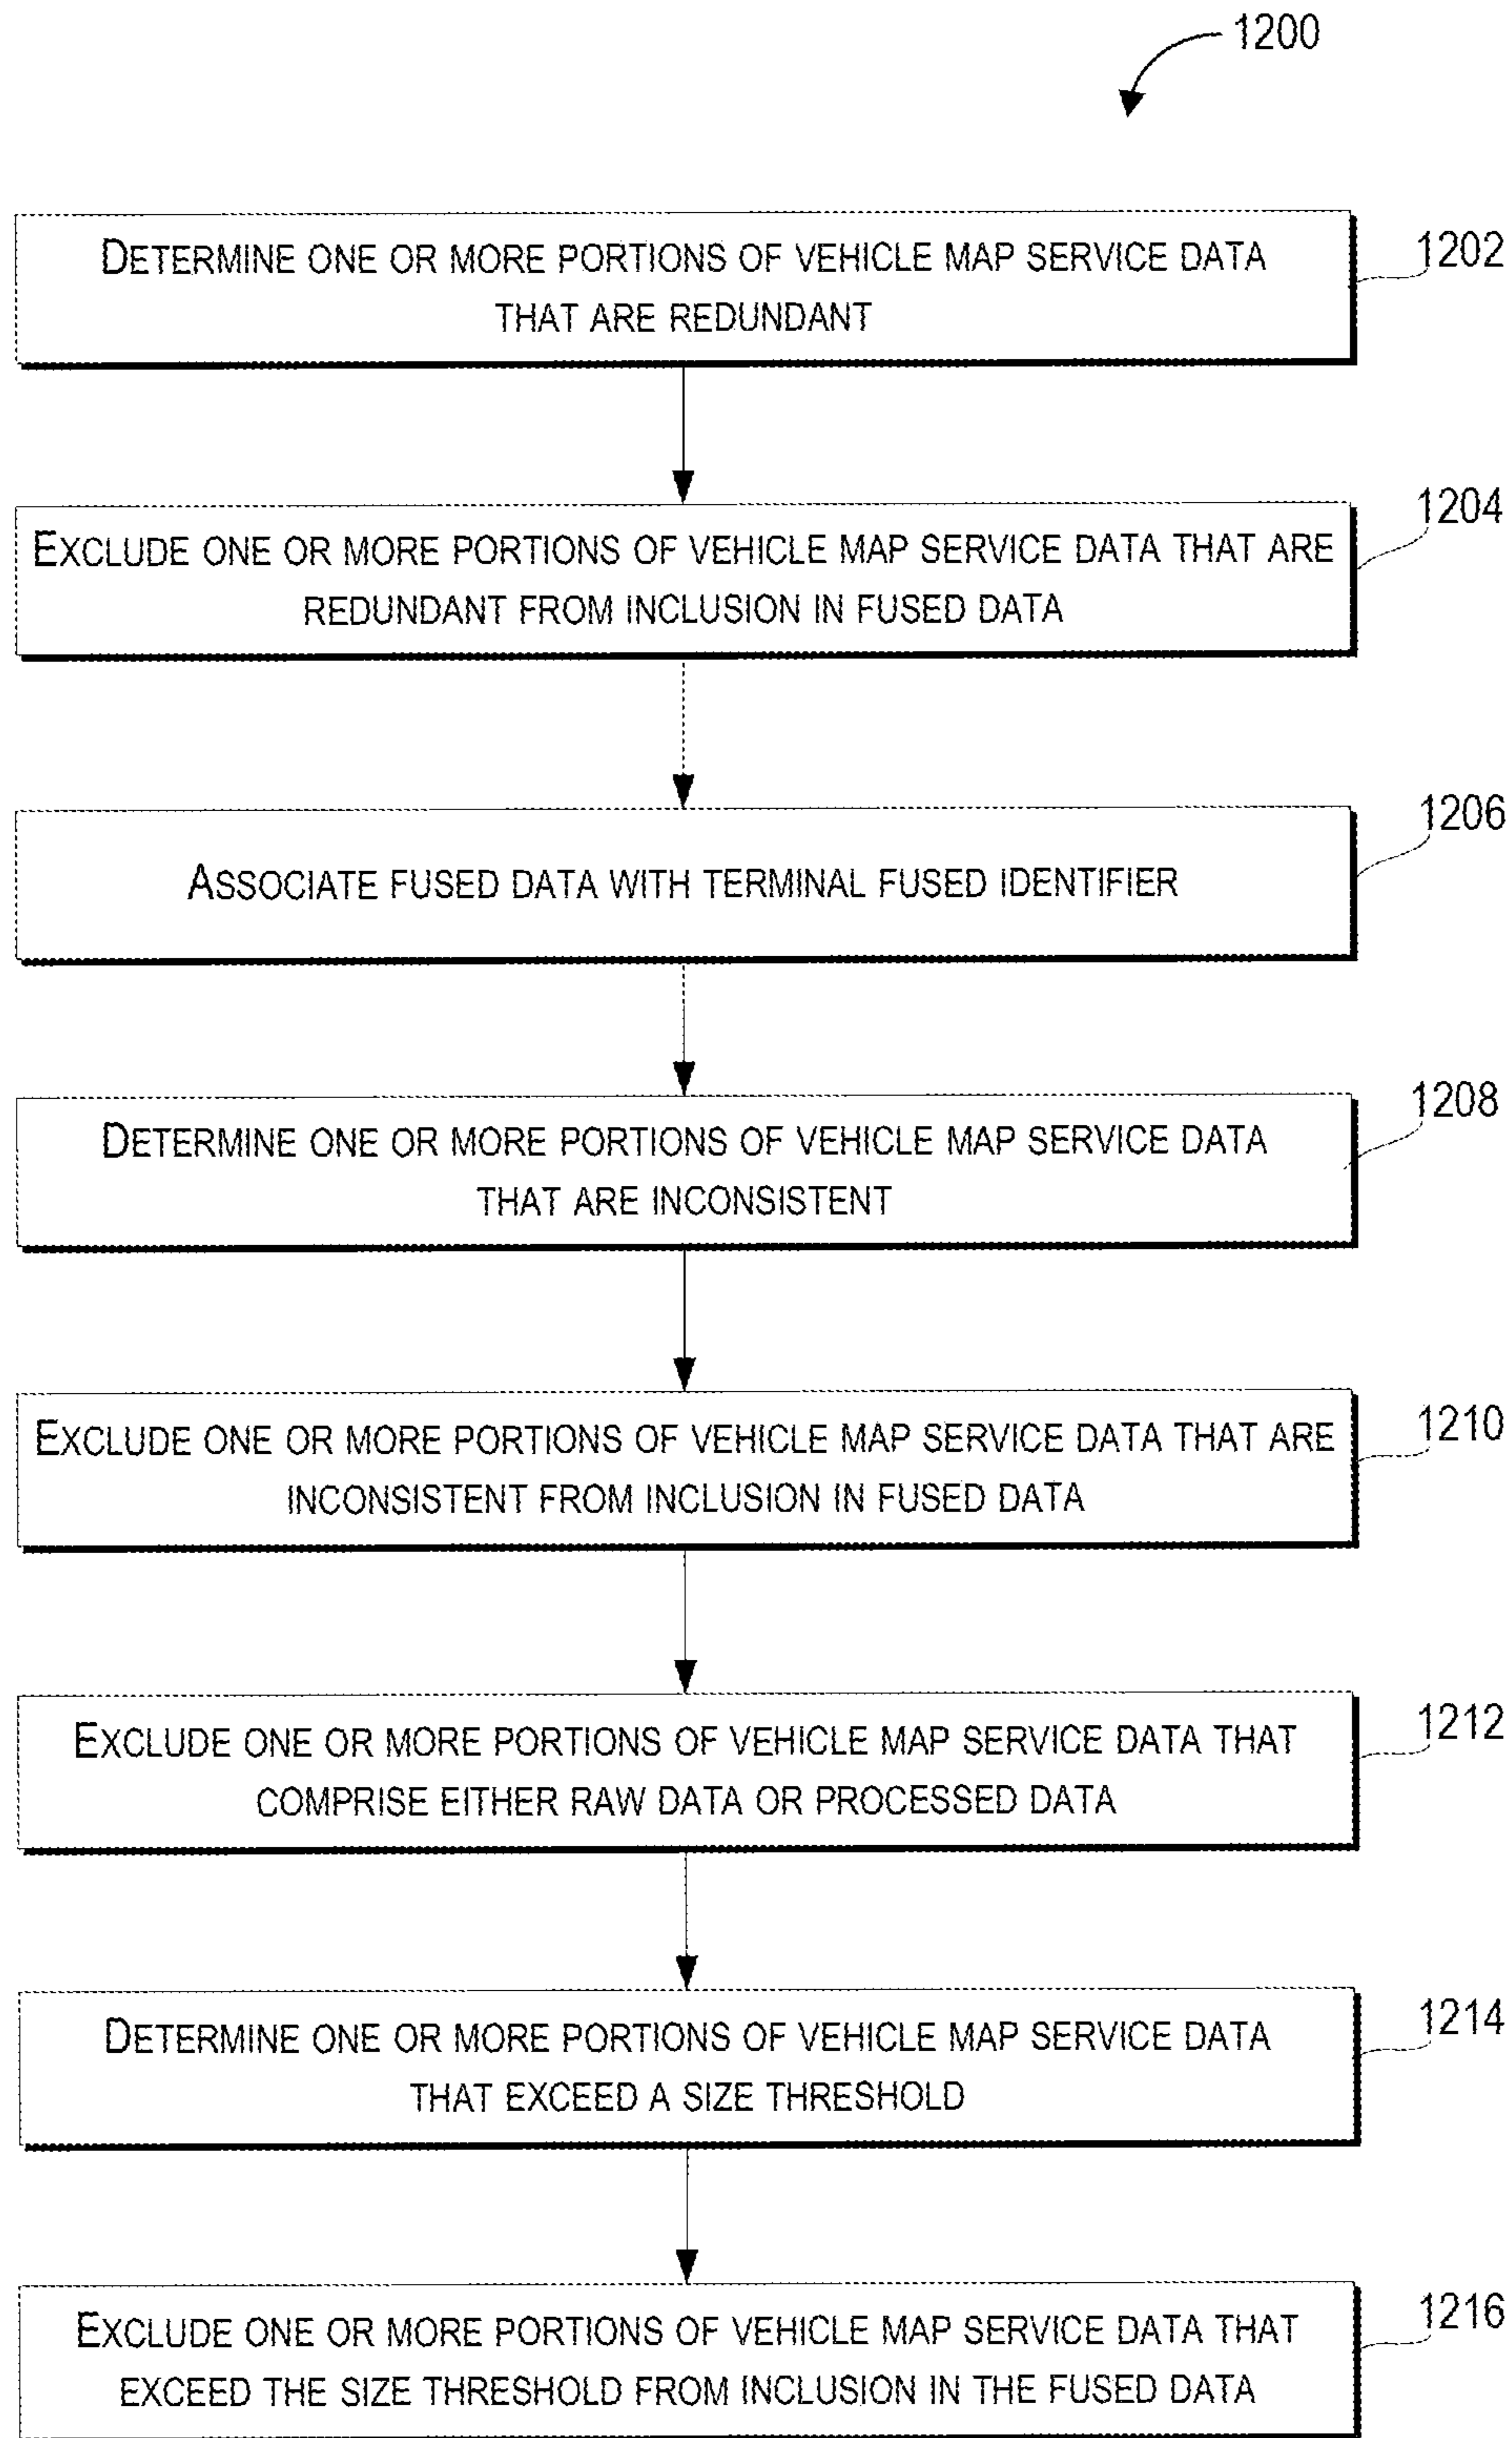 1200
DETERMINE ONE OR MORE PORTIONS OF VEHICLE MAP SERVICE DATA
THAT ARE REDUNDANT
1202
EXCLUDE ONE OR MORE PORTIONS OF VEHICLE MAP SERVICE DATA THAT ARE
REDUNDANT FROM INCLUSION IN FUSED DATA
1204
ASSOCIATE FUSED DATA WITH TERMINAL FUSED IDENTIFIER
1206
DETERMINE ONE OR MORE PORTIONS OF VEHICLE MAP SERVICE DATA
THAT ARE INCONSISTENT
1208
EXCLUDE ONE OR MORE PORTIONS OF VEHICLE MAP SERVICE DATA THAT ARE
INCONSISTENT FROM INCLUSION IN FUSED DATA
1210
EXCLUDE ONE OR MORE PORTIONS OF VEHICLE MAP SERVICE DATA THAT
COMPRISE EITHER RAW DATA OR PROCESSED DATA
1212
DETERMINE ONE OR MORE PORTIONS OF VEHICLE MAP SERVICE DATA
THAT EXCEED A SIZE THRESHOLD
1214
EXCLUDE ONE OR MORE PORTIONS OF VEHICLE MAP SERVICE DATA THAT
EXCEED THE SIZE THRESHOLD FROM INCLUSION IN THE FUSED DATA
1216